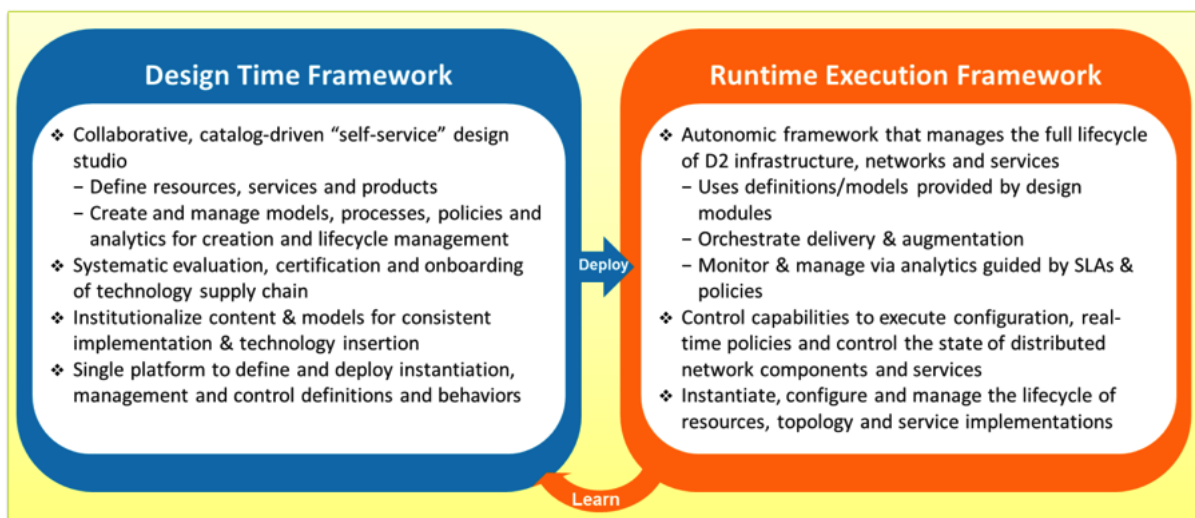 Design Time Framework
❖ Collaborative, catalog-driven “self-service” design
studio
– Define resources, services and products
– Create and manage models, processes, policies and
analytics for creation and lifecycle management
❖ Systematic evaluation, certification and onboarding
of technology supply chain
❖ Institutionalize content & models for consistent
implementation & technology insertion
❖ Single platform to define and deploy instantiation,
management and control definitions and behaviors
Deploy
Runtime Execution Framework
❖ Autonomic framework that manages the full lifecycle
of D2 infrastructure, networks and services
– Uses definitions/models provided by design
modules
– Orchestrate delivery & augmentation
– Monitor & manage via analytics guided by SLAs &
policies
❖ Control capabilities to execute configuration, real-
time policies and control the state of distributed
network components and services
❖ Instantiate, configure and manage the lifecycle of
resources, topology and service implementations
Learn